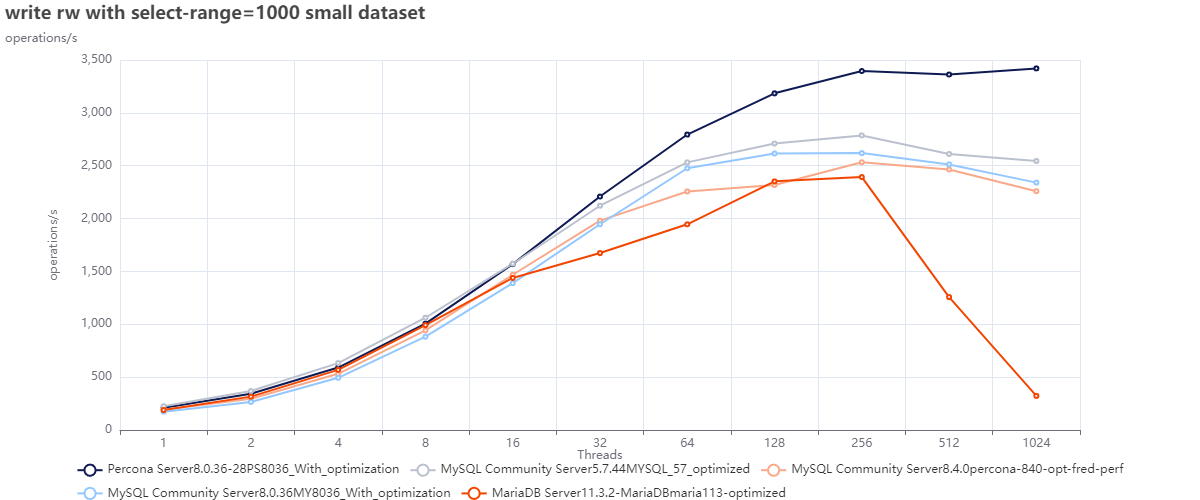 write rw with select-range=1000 small dataset
operations/s
3,500
3,000
2,500
2,000
1,500
1,000
500
0
operations/s
1 2 4 8 16 32 64 128 256 512 1024
Threads
Percona Server8.0.36-28PS8036_With_optimization MySQL Community Server5.7.44MYSQL_57_optimized MySQL Community Server8.4.0percona-840-opt-fred-perf
MySQL Community Server8.0.36MY8036_With_optimization MariaDB Server11.3.2-MariaDBmaria113-optimized